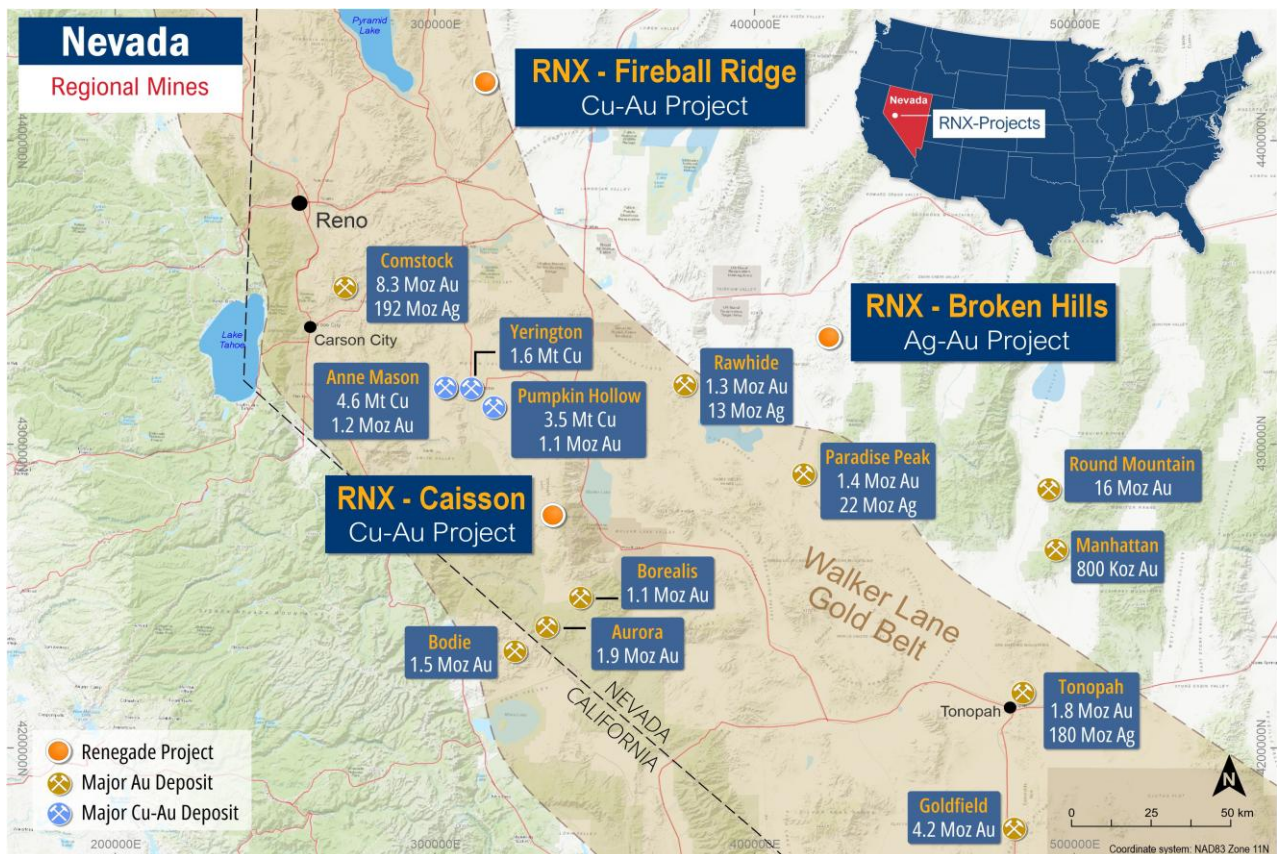 Nevada
Regional Mines
RNX - Fireball Ridge
Cu-Au Project
Nevada
RNX-Projects
300000E
400000E
500000E
4400000N
4400000N
Pyramid
Lake
Reno
Comstock
8.3 Moz Au
192 Moz Ag
Carson City
Lake
Tahoe
Yerington
1.6 Mt Cu
Anne Mason
4.6 Mt Cu
1.2 Moz Au
Pumpkin Hollow
3.5 Mt Cu
1.1 Moz Au
RNX - Broken Hills
Ag-Au Project
Rawhide
1.3 Moz Au
13 Moz Ag
Paradise Peak
1.4 Moz Au
22 Moz Ag
Round Mountain
16 Moz Au
Manhattan
800 Koz Au
4300000N
4300000N
RNX - Caisson
Cu-Au Project
Borealis
1.1 Moz Au
Aurora
1.9 Moz Au
Bodie
1.5 Moz Au
Walker Lane
Gold Belt
NEVADA
CALIFORNIA
Tonopah
Tonopah
1.8 Moz Au
180 Moz Ag
Goldfield
4.2 Moz Au
4200000N
4200000N
Renegade Project
Major Au Deposit
Major Cu-Au Deposit
N
0 25 50 km
200000E
300000E
400000E
500000E
Coordinate system: NAD83 Zone 11N